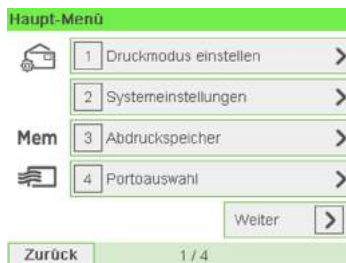 Haupt-Menü
1 Druckmodus einstellen
2 Systemeinstellungen
Mem 3 Abdruckspeicher
4 Portoauswahl
Weiter
Zurück 1 / 4